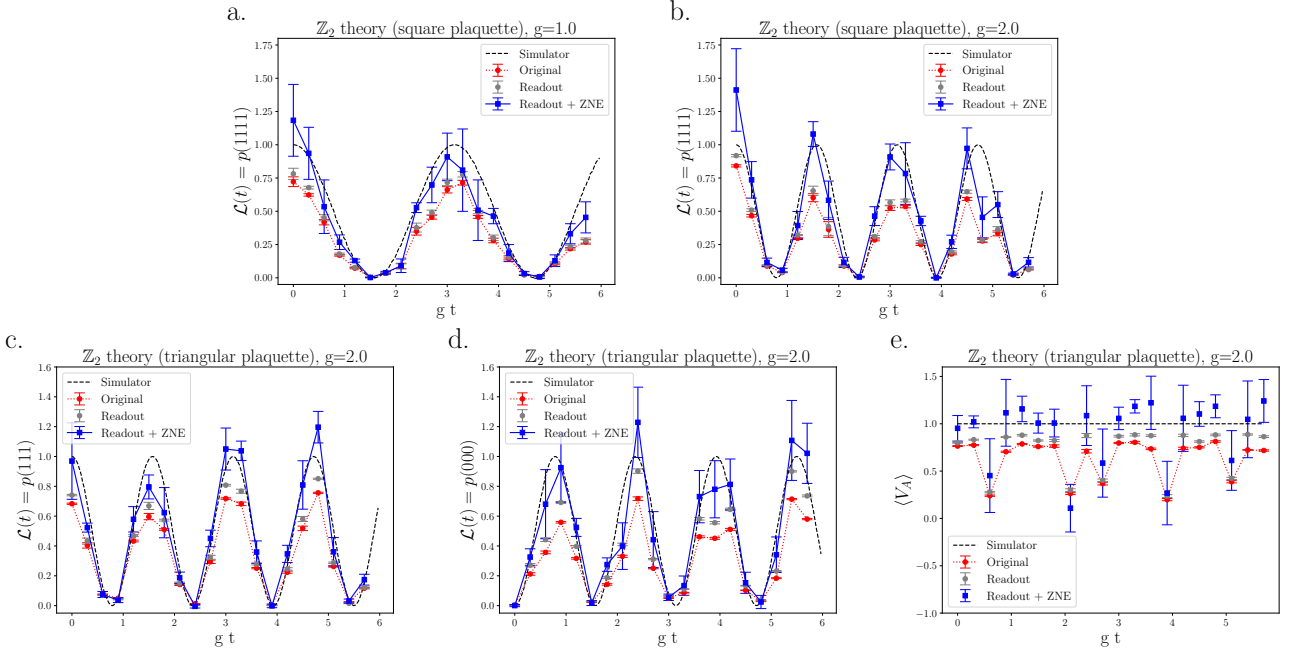 a.
ℤ₂ theory (square plaquette), g=1.0
1.75
1.50
1.25
1.00
0.75
0.50
0.25
0.00
ℒ(t) = p(1111)
Simulator
Original
Readout
Readout + ZNE
0 1 2 3 4 5 6
g t
b.
ℤ₂ theory (square plaquette), g=2.0
1.75
1.50
1.25
1.00
0.75
0.50
0.25
0.00
ℒ(t) = p(1111)
Simulator
Original
Readout
Readout + ZNE
0 1 2 3 4 5 6
g t
c.
ℤ₂ theory (triangular plaquette), g=2.0
1.6
1.4
1.2
1.0
0.8
0.6
0.4
0.2
0.0
ℒ(t) = p(111)
Simulator
Original
Readout
Readout + ZNE
0 1 2 3 4 5 6
g t
d.
ℤ₂ theory (triangular plaquette), g=2.0
1.6
1.4
1.2
1.0
0.8
0.6
0.4
0.2
0.0
ℒ(t) = p(000)
Simulator
Original
Readout
Readout + ZNE
0 1 2 3 4 5 6
g t
e.
ℤ₂ theory (triangular plaquette), g=2.0
1.5
1.0
0.5
0.0
−0.5
−1.0
⟨V_A⟩
Simulator
Original
Readout
Readout + ZNE
0 1 2 3 4 5
g t